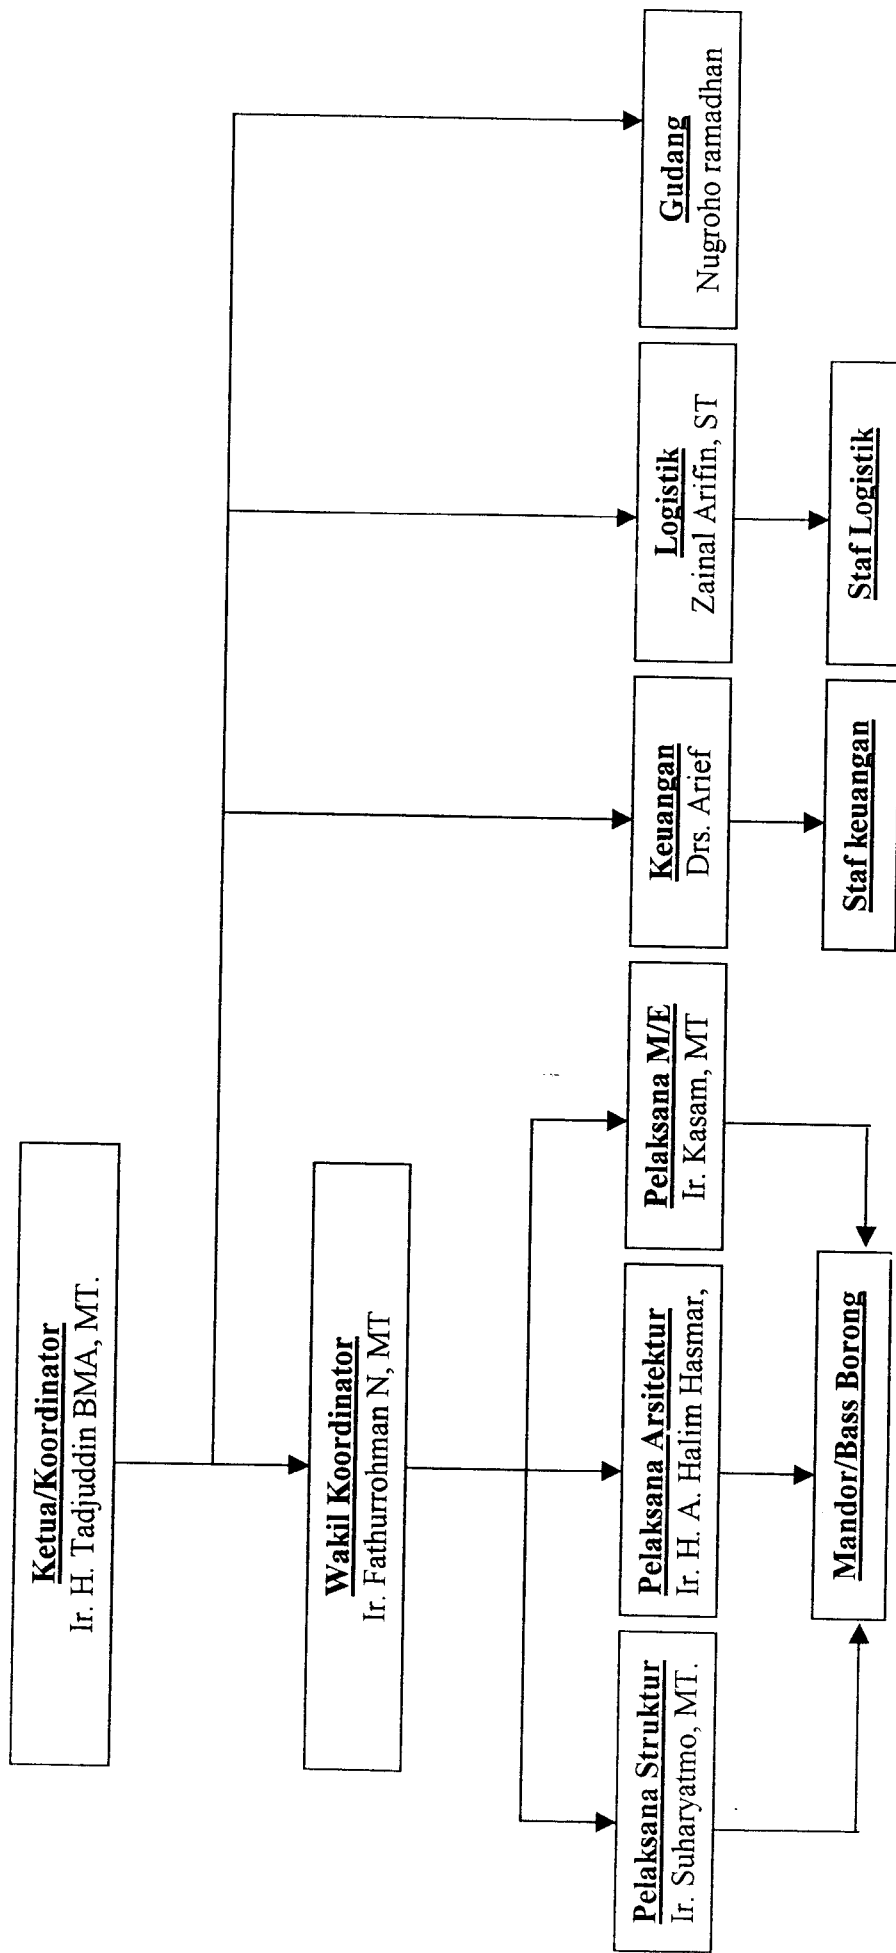 Ketua/Koordinator
Ir. H. Tadjuddin BMA, MT.
Wakil Koordinator
Ir. Fathurrohman N, MT
Pelaksana Struktur
Ir. Suharyatmo, MT.
Pelaksana Arsitektur
Ir. H. A. Halim Hasmar,
Pelaksana M/E
Ir. Kasam, MT
Keuangan
Drs. Arief
Logistik
Zainal Arifin, ST
Gudang
Nugroho ramadhan
Mandor/Bass Borong
Staf keuangan
Staf Logistik